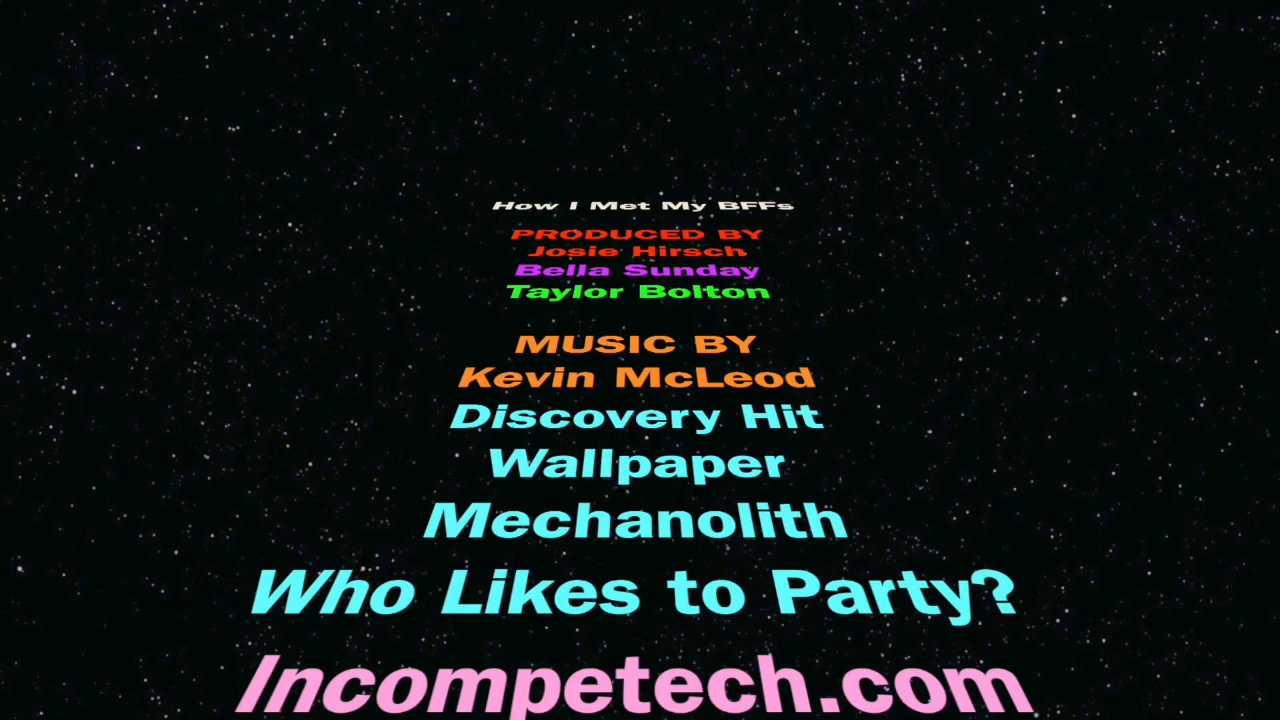 How I Met My BFFs
PRODUCED BY
Josie Hirsch
Bella Sunday
Taylor Bolton
MUSIC BY
Kevin McLeod
Discovery Hit
Wallpaper
Mechanolith
Who Likes to Party?
Incompetech.com